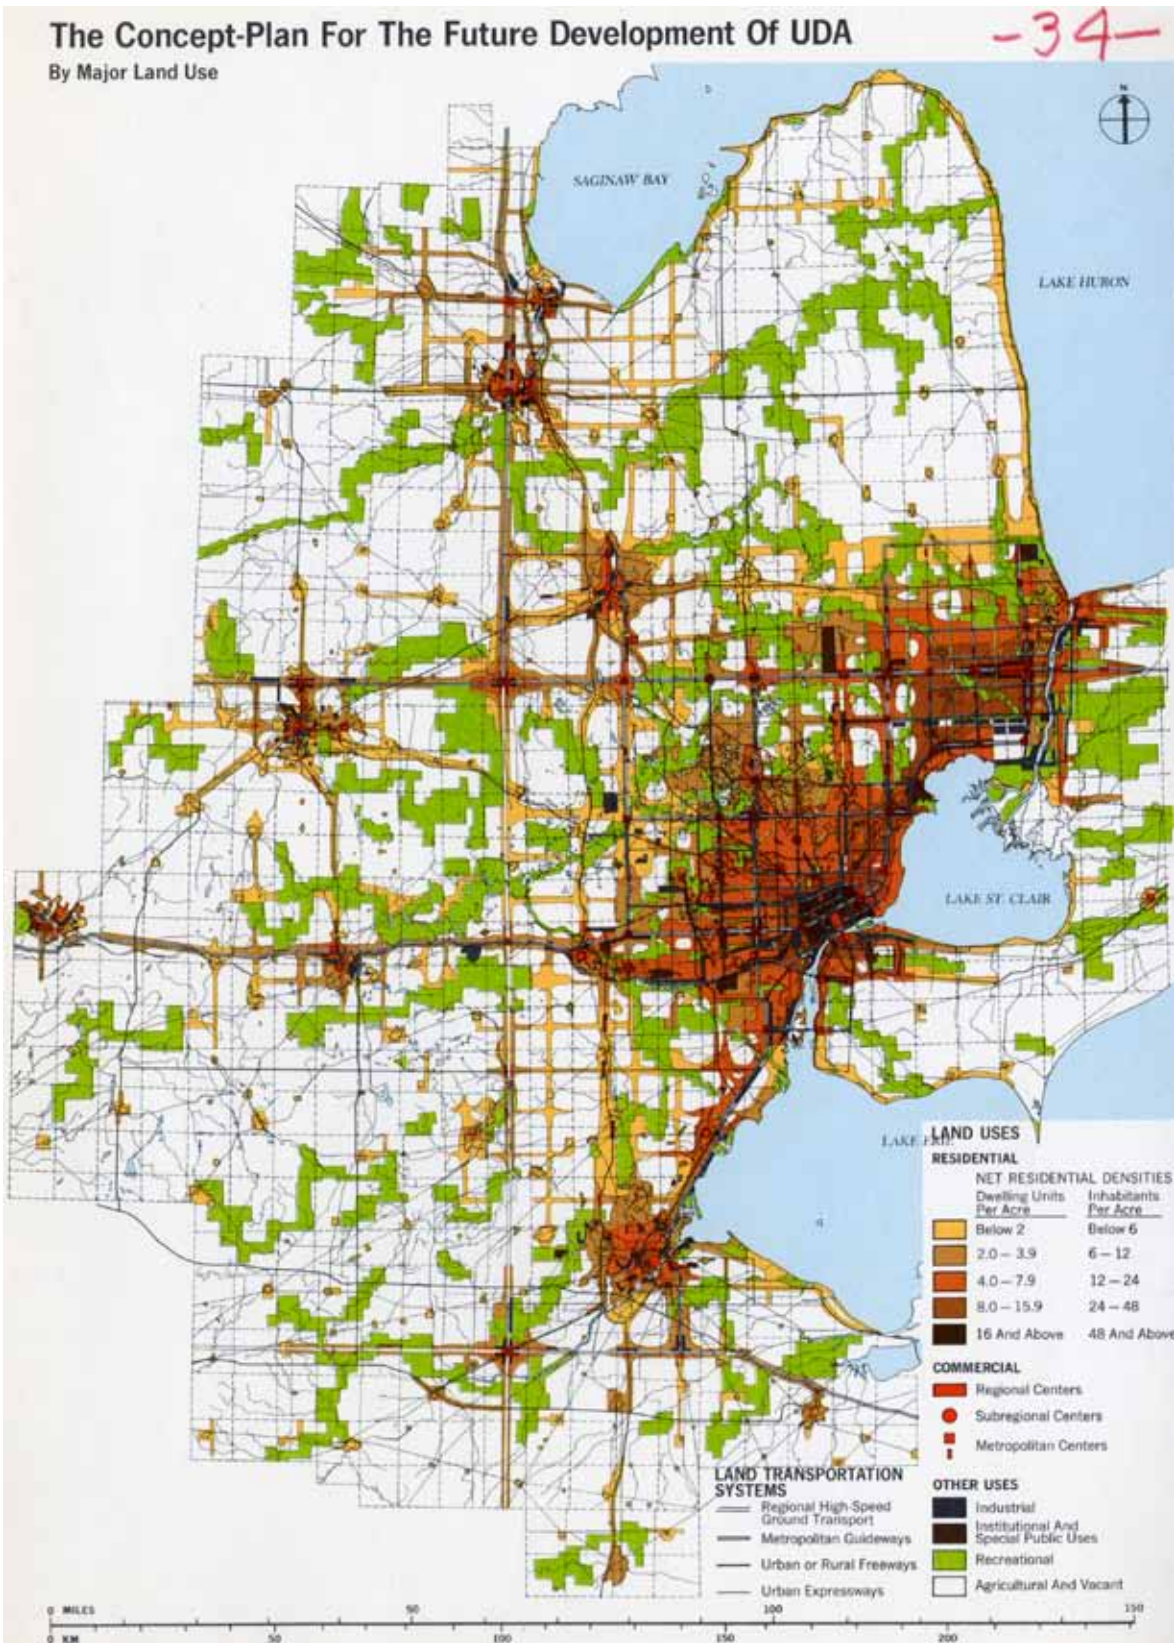 The Concept-Plan For The Future Development Of UDA
-34-
By Major Land Use
N
SAGINAW BAY
LAKE HURON
LAKE ST. CLAIR
LAKE ERIE
LAND USES
RESIDENTIAL
NET RESIDENTIAL DENSITIES
Dwelling Units Inhabitants
Per Acre Per Acre
Below 2 Below 6
2.0 – 3.9 6 – 12
4.0 – 7.9 12 – 24
8.0 – 15.9 24 – 48
16 And Above 48 And Above
COMMERCIAL
Regional Centers
Subregional Centers
Metropolitan Centers
OTHER USES
Industrial
Institutional And
Special Public Uses
Recreational
Agricultural And Vacant
LAND TRANSPORTATION
SYSTEMS
Regional High-Speed
Ground Transport
Metropolitan Guideways
Urban or Rural Freeways
Urban Expressways
0 MILES 50 100 150
0 KM 50 100 150 200